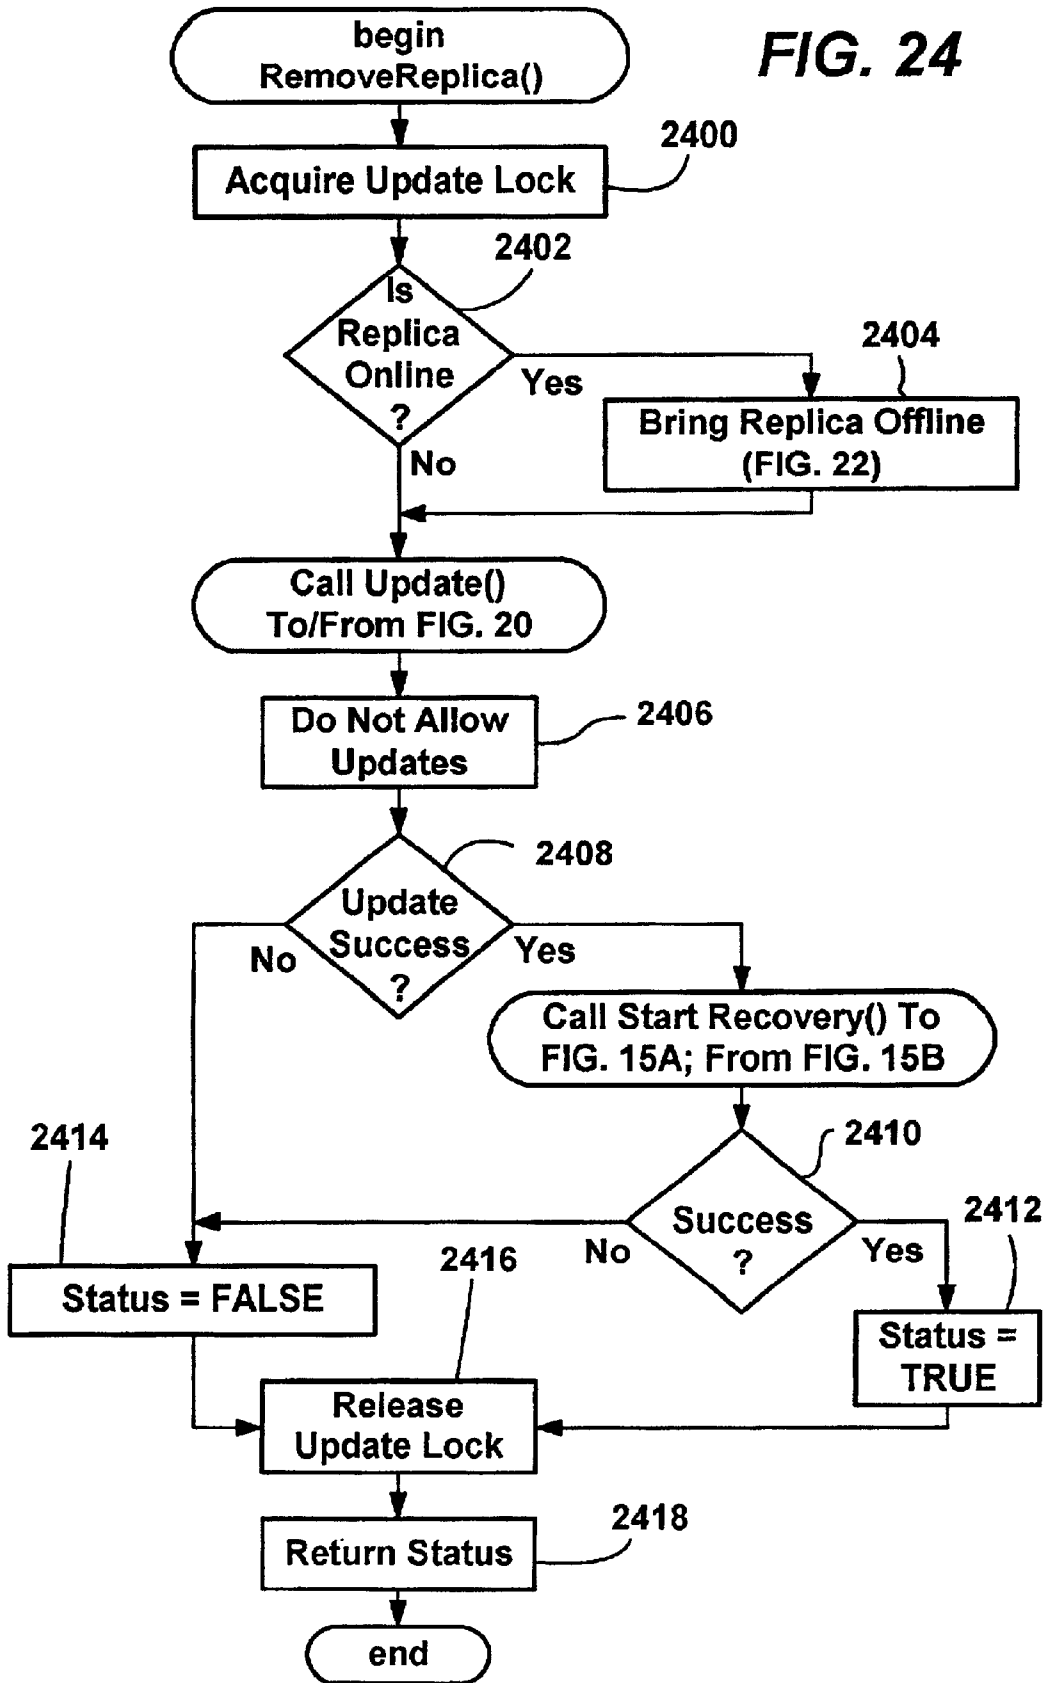 begin
RemoveReplica()
FIG. 24
2400
Acquire Update Lock
2402
Is
Replica
Online
?
Yes
No
2404
Bring Replica Offline
(FIG. 22)
Call Update()
To/From FIG. 20
Do Not Allow
Updates
2406
2408
Update
Success
?
No
Yes
Call Start Recovery() To
FIG. 15A; From FIG. 15B
2410
Success
?
No
Yes
2414
Status = FALSE
2412
Status =
TRUE
2416
Release
Update Lock
2418
Return Status
end